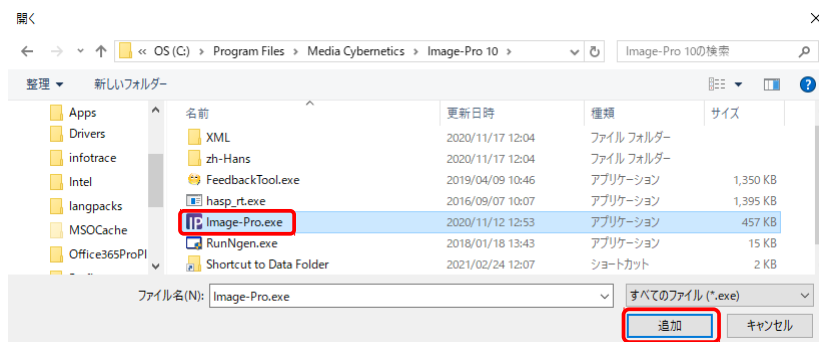 開く
« OS (C:) > Program Files > Media Cybernetics > Image-Pro 10 >
Image-Pro 10の検索
整理 新しいフォルダー
名前 更新日時 種類 サイズ
Apps
Drivers
infotrace
Intel
langpacks
MSOCache
Office365ProPl
XML 2020/11/17 12:04 ファイル フォルダー
zh-Hans 2020/11/17 12:04 ファイル フォルダー
FeedbackTool.exe 2019/04/09 10:46 アプリケーション 1,350 KB
hasp_rt.exe 2016/09/07 10:07 アプリケーション 1,395 KB
Image-Pro.exe 2020/11/12 12:53 アプリケーション 457 KB
RunNgen.exe 2018/01/18 13:43 アプリケーション 15 KB
Shortcut to Data Folder 2021/02/24 12:07 ショートカット 2 KB
ファイル名(N): Image-Pro.exe すべてのファイル (*.exe)
追加 キャンセル